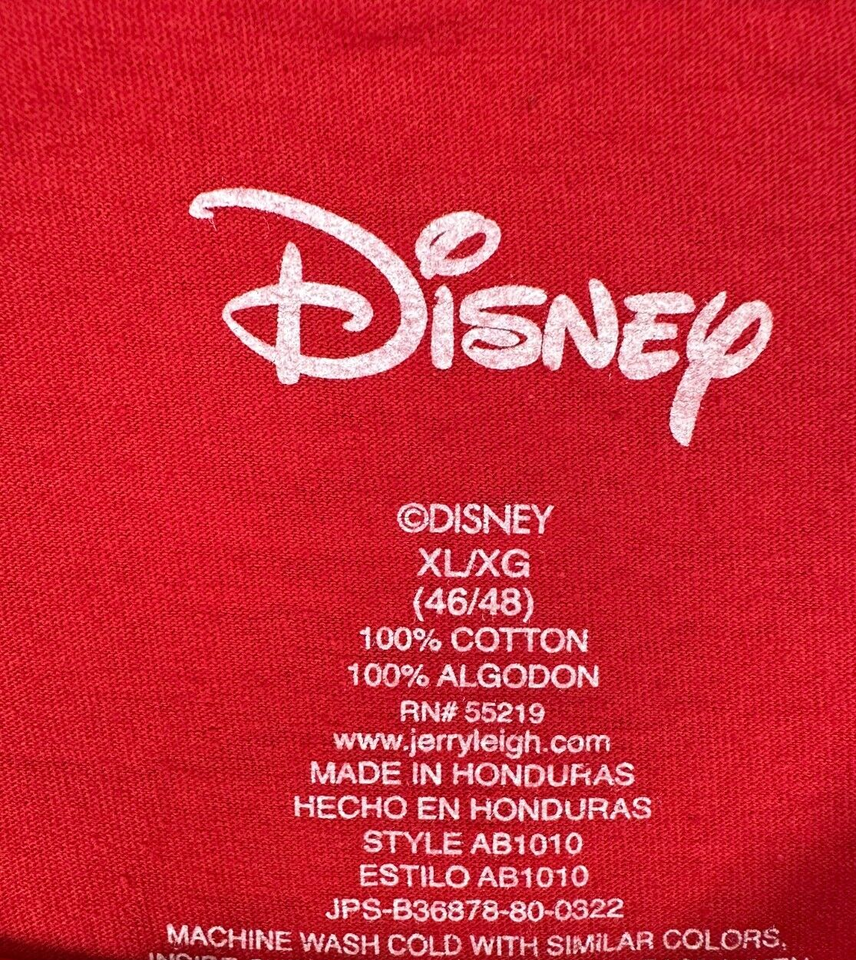 Disney
©DISNEY
XL/XG
(46/48)
100% COTTON
100% ALGODON
RN# 55219
www.jerryleigh.com
MADE IN HONDURAS
HECHO EN HONDURAS
STYLE AB1010
ESTILO AB1010
JPS-B36878-80-0322
MACHINE WASH COLD WITH SIMILAR COLORS,